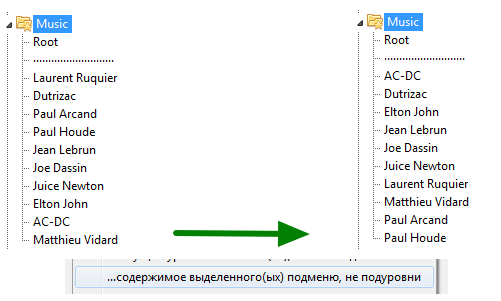 Music
Root
............................
Laurent Ruquier
Dutrizac
Paul Arcand
Paul Houde
Jean Lebrun
Joe Dassin
Juice Newton
Elton John
AC-DC
Matthieu Vidard
Music
Root
............................
AC-DC
Dutrizac
Elton John
Jean Lebrun
Joe Dassin
Juice Newton
Laurent Ruquier
Matthieu Vidard
Paul Arcand
Paul Houde
...содержимое выделенного(ых) подменю, не подуровни